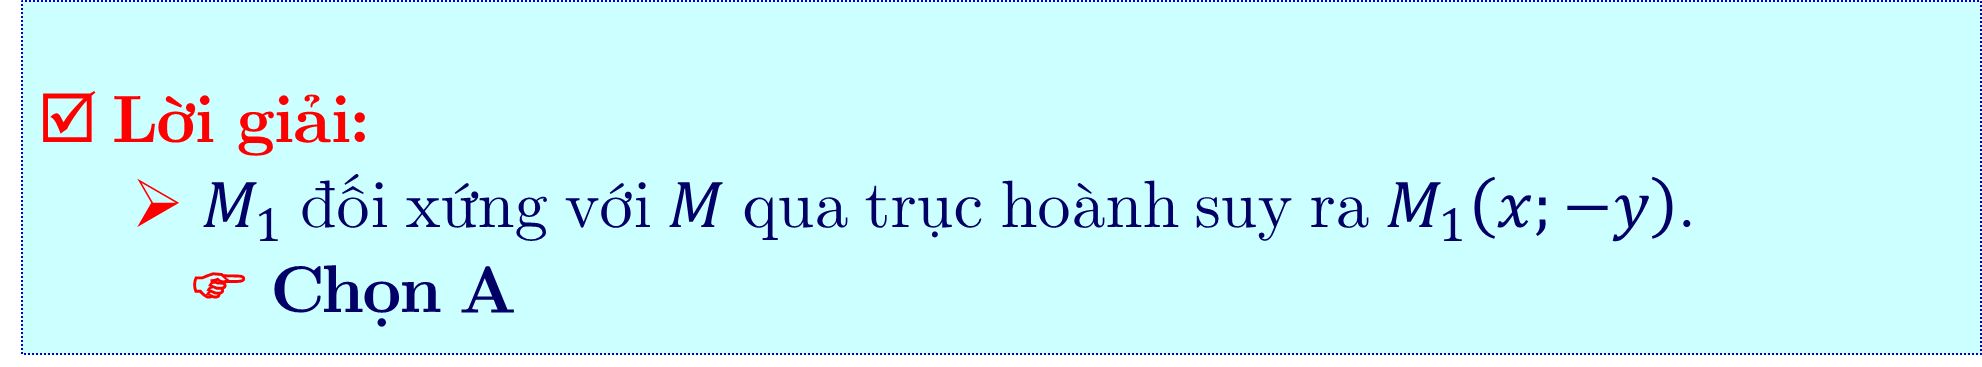 ☑ Lời giải:
➢ M₁ đối xứng với M qua trục hoành suy ra M₁(x; −y).
☞ Chọn A